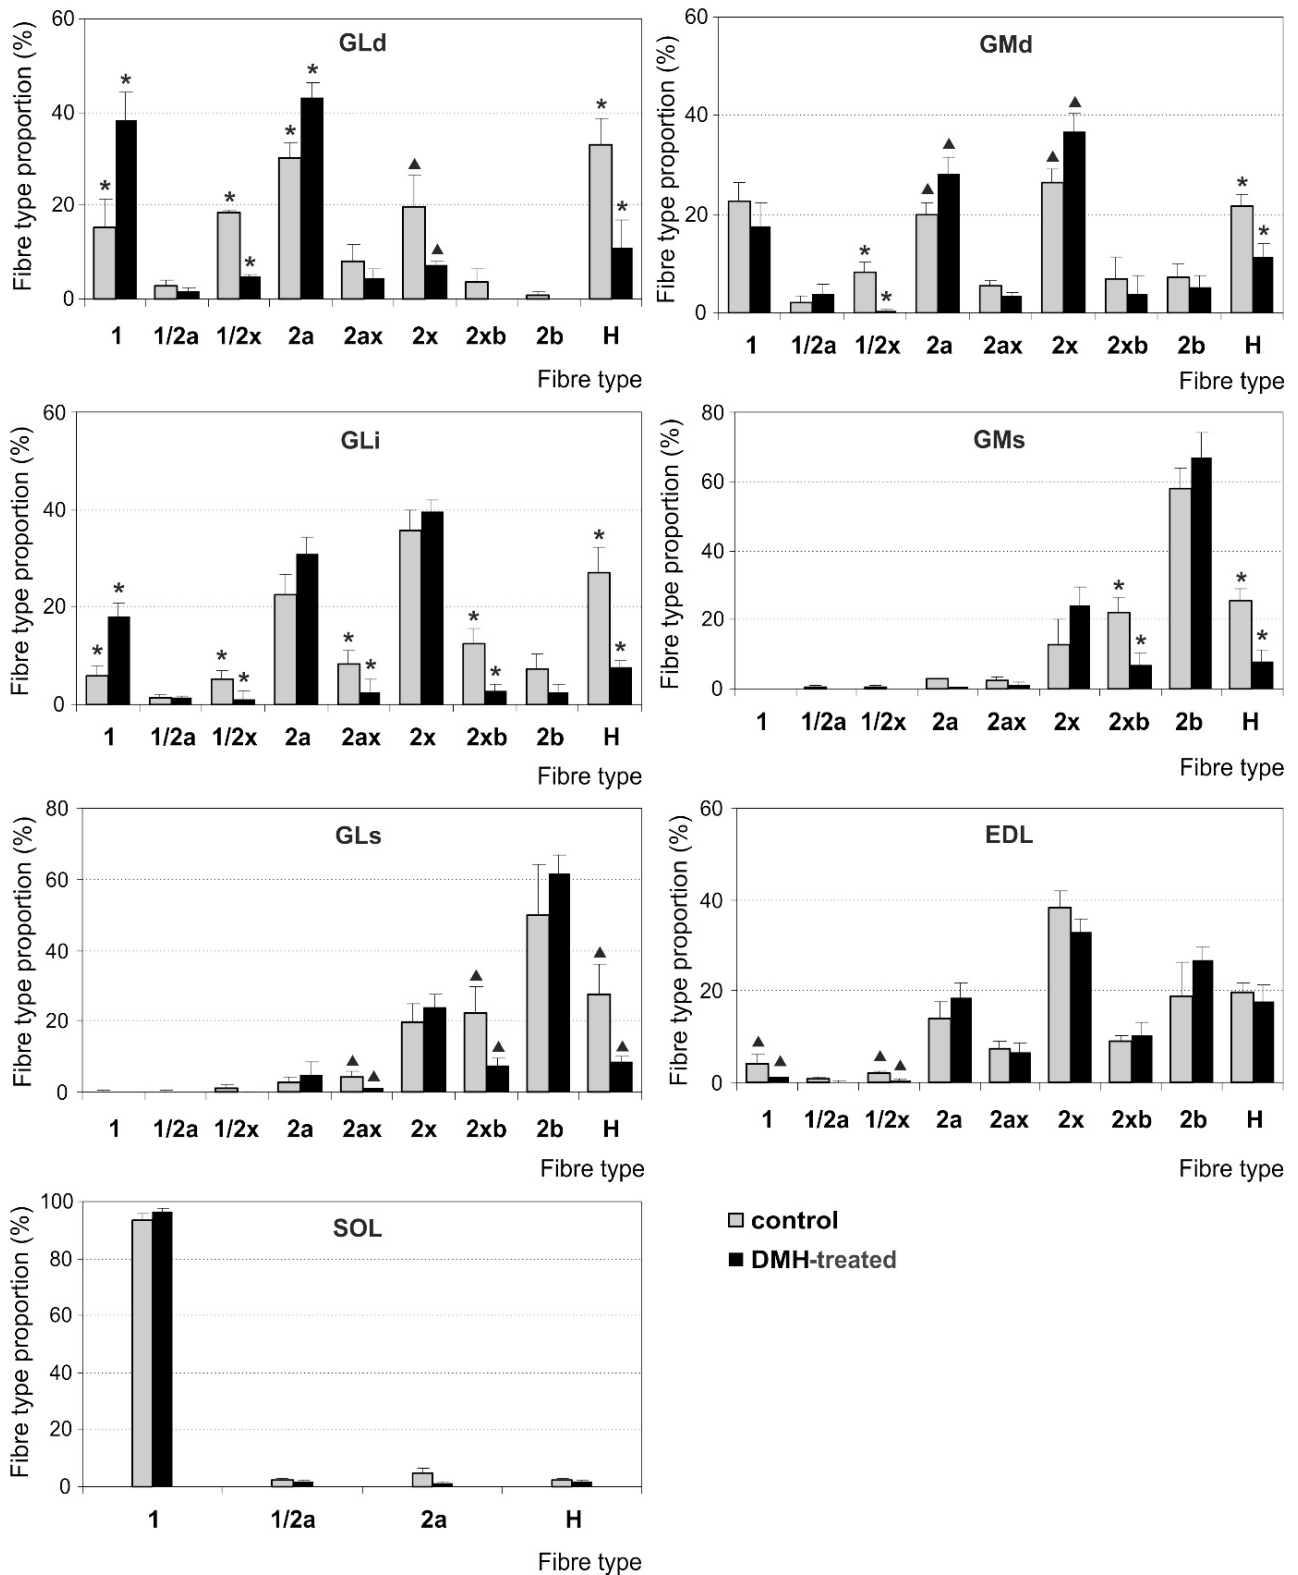 GLd
Fibre type proportion (%)
60
40
20
0
* * * * * * ▲ ▲ * *
1 1/2a 1/2x 2a 2ax 2x 2xb 2b H
Fibre type
GMd
Fibre type proportion (%)
60
40
20
0
* * ▲ ▲ ▲ ▲ * *
1 1/2a 1/2x 2a 2ax 2x 2xb 2b H
Fibre type
GLi
Fibre type proportion (%)
60
40
20
0
* * * * * * * * * *
1 1/2a 1/2x 2a 2ax 2x 2xb 2b H
Fibre type
GMs
Fibre type proportion (%)
80
60
40
20
0
* * * *
1 1/2a 1/2x 2a 2ax 2x 2xb 2b H
Fibre type
GLs
Fibre type proportion (%)
80
60
40
20
0
▲ ▲ ▲ ▲ ▲ ▲
1 1/2a 1/2x 2a 2ax 2x 2xb 2b H
Fibre type
EDL
Fibre type proportion (%)
60
40
20
0
▲ ▲ ▲ ▲
1 1/2a 1/2x 2a 2ax 2x 2xb 2b H
Fibre type
SOL
Fibre type proportion (%)
100
80
60
40
20
0
1 1/2a 2a H
Fibre type
control
DMH-treated